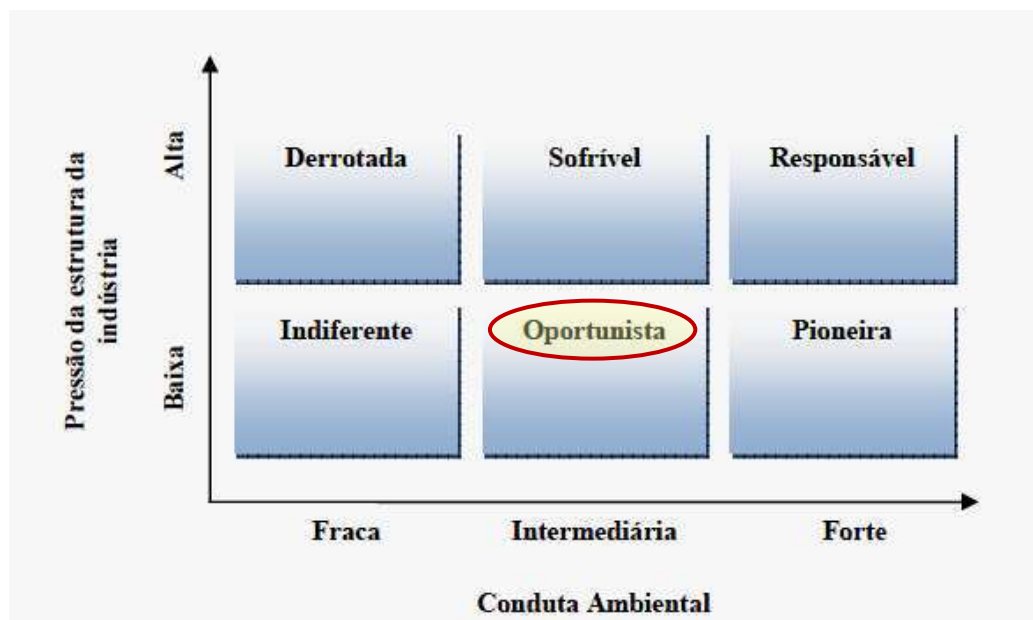 Pressão da estrutura da
indústria
Alta
Derrotada
Sofrível
Responsável
Baixa
Indiferente
Oportunista
Pioneira
Fraca
Intermediária
Forte
Conduta Ambiental